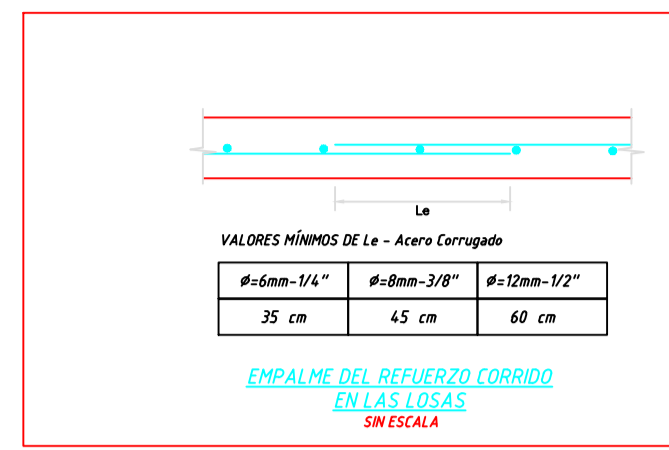 Le
VALORES MÍNIMOS DE Le - Acero Corrugado
Ø=6mm-1/4" Ø=8mm-3/8" Ø=12mm-1/2"
35 cm 45 cm 60 cm
EMPALME DEL REFUERZO CORRIDO
EN LAS LOSAS
SIN ESCALA